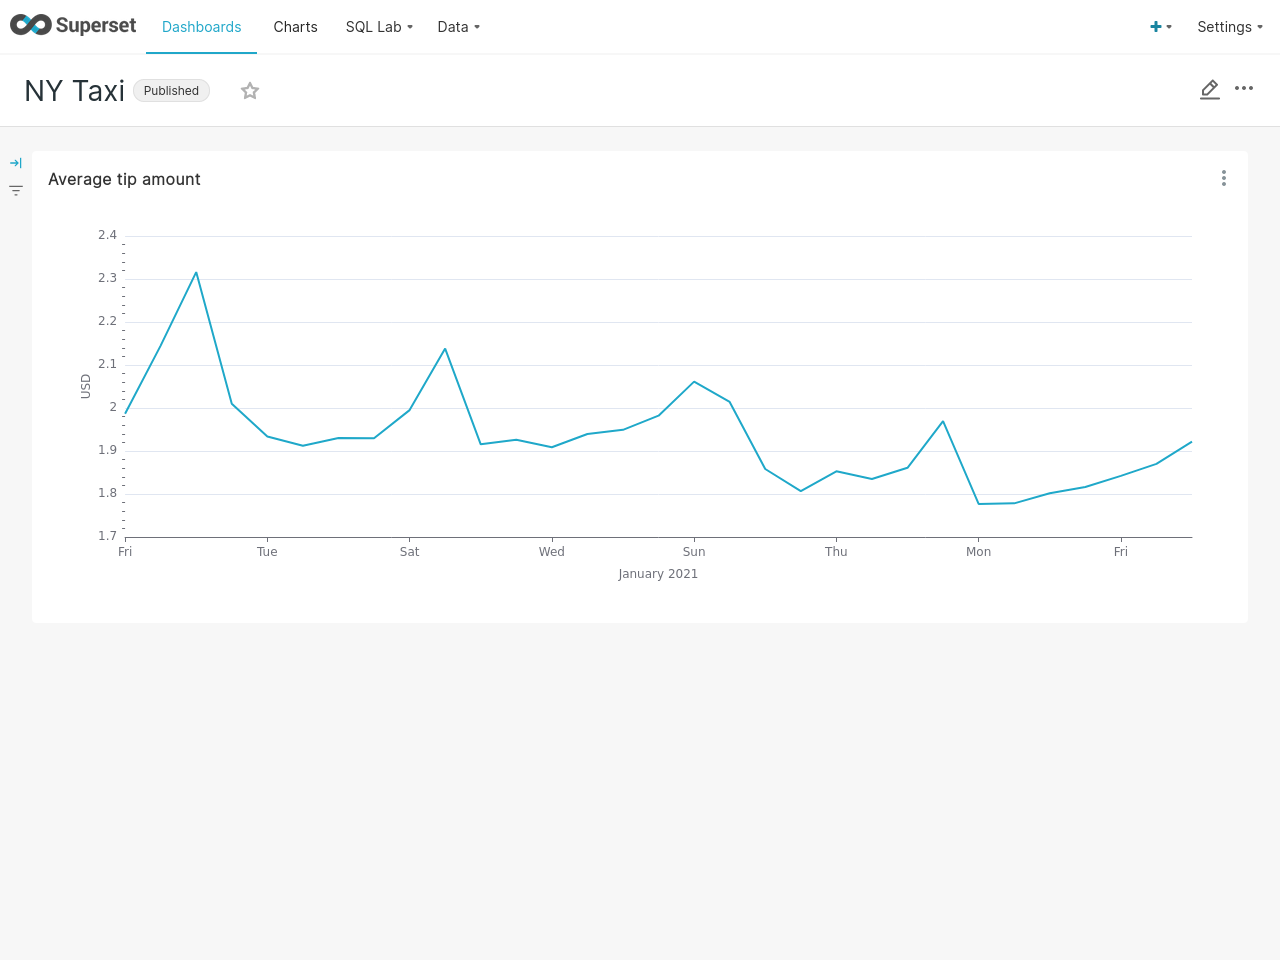 Superset Dashboards Charts SQL Lab Data Settings
NY Taxi Published
Average tip amount
2.4
2.3
2.2
2.1
2
1.9
1.8
1.7
USD
Fri Tue Sat Wed Sun Thu Mon Fri
January 2021